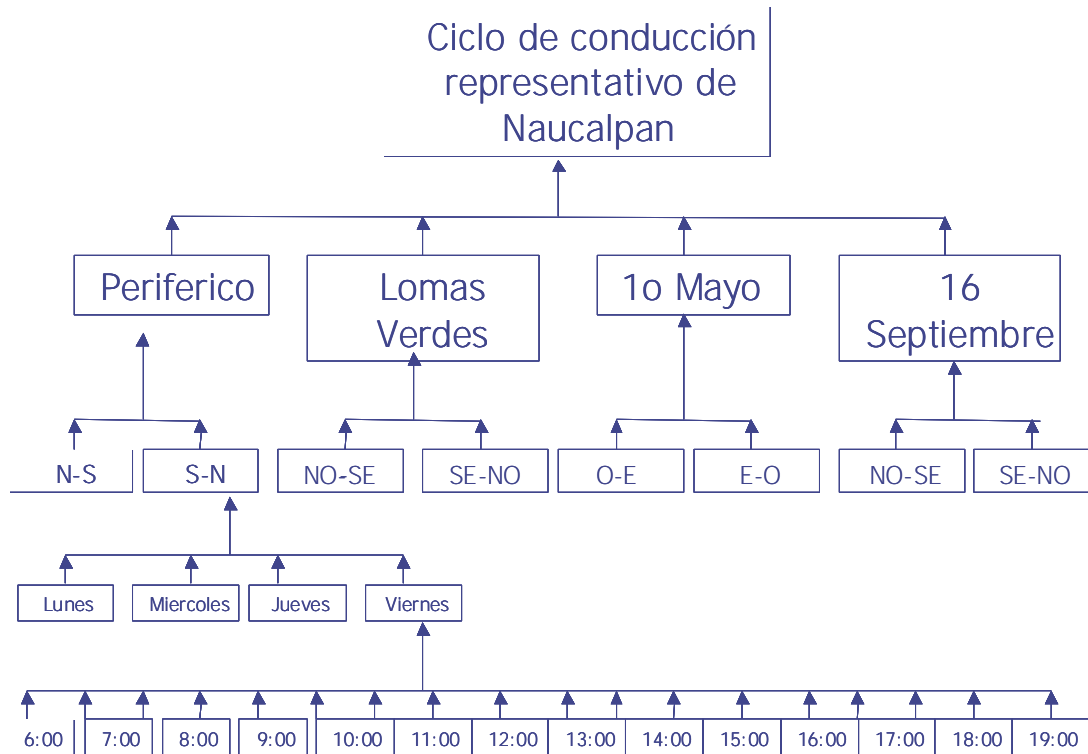 Ciclo de conducción
representativo de
Naucalpan
Periferico
Lomas
Verdes
1o Mayo
16
Septiembre
N-S
S-N
NO-SE
SE-NO
O-E
E-O
NO-SE
SE-NO
Lunes
Miercoles
Jueves
Viernes
6:00
7:00
8:00
9:00
10:00
11:00
12:00
13:00
14:00
15:00
16:00
17:00
18:00
19:00